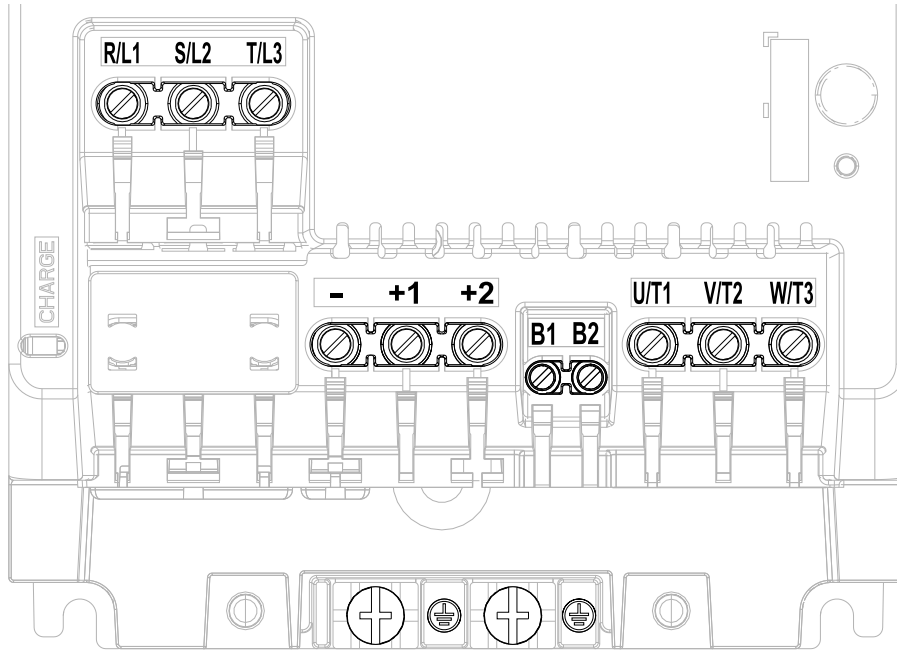 R/L1 S/L2 T/L3
CHARGE
- +1 +2
B1 B2
U/T1 V/T2 W/T3